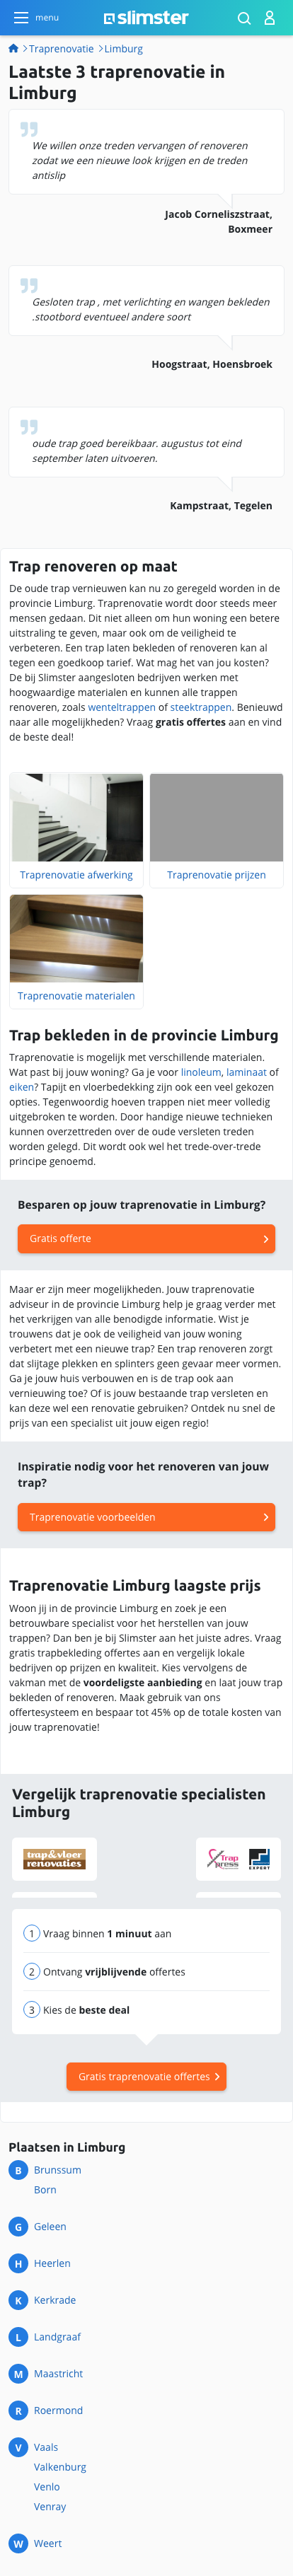 menu
slimster
Traprenovatie
Limburg
Laatste 3 traprenovatie in
Limburg
We willen onze treden vervangen of renoveren
zodat we een nieuwe look krijgen en de treden
antislip
Jacob Corneliszstraat,
Boxmeer
Gesloten trap , met verlichting en wangen bekleden
.stootbord eventueel andere soort
Hoogstraat, Hoensbroek
oude trap goed bereikbaar. augustus tot eind
september laten uitvoeren.
Kampstraat, Tegelen
Trap renoveren op maat
De oude trap vernieuwen kan nu zo geregeld worden in de
provincie Limburg. Traprenovatie wordt door steeds meer
mensen gedaan. Dit niet alleen om hun woning een betere
uitstraling te geven, maar ook om de veiligheid te
verbeteren. Een trap laten bekleden of renoveren kan al
tegen een goedkoop tarief. Wat mag het van jou kosten?
De bij Slimster aangesloten bedrijven werken met
hoogwaardige materialen en kunnen alle trappen
renoveren, zoals wenteltrappen of steektrappen. Benieuwd
naar alle mogelijkheden? Vraag gratis offertes aan en vind
de beste deal!
Traprenovatie afwerking
Traprenovatie prijzen
Traprenovatie materialen
Trap bekleden in de provincie Limburg
Traprenovatie is mogelijk met verschillende materialen.
Wat past bij jouw woning? Ga je voor linoleum, laminaat of
eiken? Tapijt en vloerbedekking zijn ook een veel gekozen
opties. Tegenwoordig hoeven trappen niet meer volledig
uitgebroken te worden. Door handige nieuwe technieken
kunnen overzettreden over de oude versleten treden
worden gelegd. Dit wordt ook wel het trede-over-trede
principe genoemd.
Besparen op jouw traprenovatie in Limburg?
Gratis offerte
Maar er zijn meer mogelijkheden. Jouw traprenovatie
adviseur in de provincie Limburg help je graag verder met
het verkrijgen van alle benodigde informatie. Wist je
trouwens dat je ook de veiligheid van jouw woning
verbetert met een nieuwe trap? Een trap renoveren zorgt
dat slijtage plekken en splinters geen gevaar meer vormen.
Ga je jouw huis verbouwen en is de trap ook aan
vernieuwing toe? Of is jouw bestaande trap versleten en
kan deze wel een renovatie gebruiken? Ontdek nu snel de
prijs van een specialist uit jouw eigen regio!
Inspiratie nodig voor het renoveren van jouw
trap?
Traprenovatie voorbeelden
Traprenovatie Limburg laagste prijs
Woon jij in de provincie Limburg en zoek je een
betrouwbare specialist voor het herstellen van jouw
trappen? Dan ben je bij Slimster aan het juiste adres. Vraag
gratis trapbekleding offertes aan en vergelijk lokale
bedrijven op prijzen en kwaliteit. Kies vervolgens de
vakman met de voordeligste aanbieding en laat jouw trap
bekleden of renoveren. Maak gebruik van ons
offertesysteem en bespaar tot 45% op de totale kosten van
jouw traprenovatie!
Vergelijk traprenovatie specialisten
Limburg
trap&vloer
renovaties
Trap
press
EXPERT
1 Vraag binnen 1 minuut aan
2 Ontvang vrijblijvende offertes
3 Kies de beste deal
Gratis traprenovatie offertes
Plaatsen in Limburg
B Brunssum
Born
G Geleen
H Heerlen
K Kerkrade
L Landgraaf
M Maastricht
R Roermond
V Vaals
Valkenburg
Venlo
Venray
W Weert